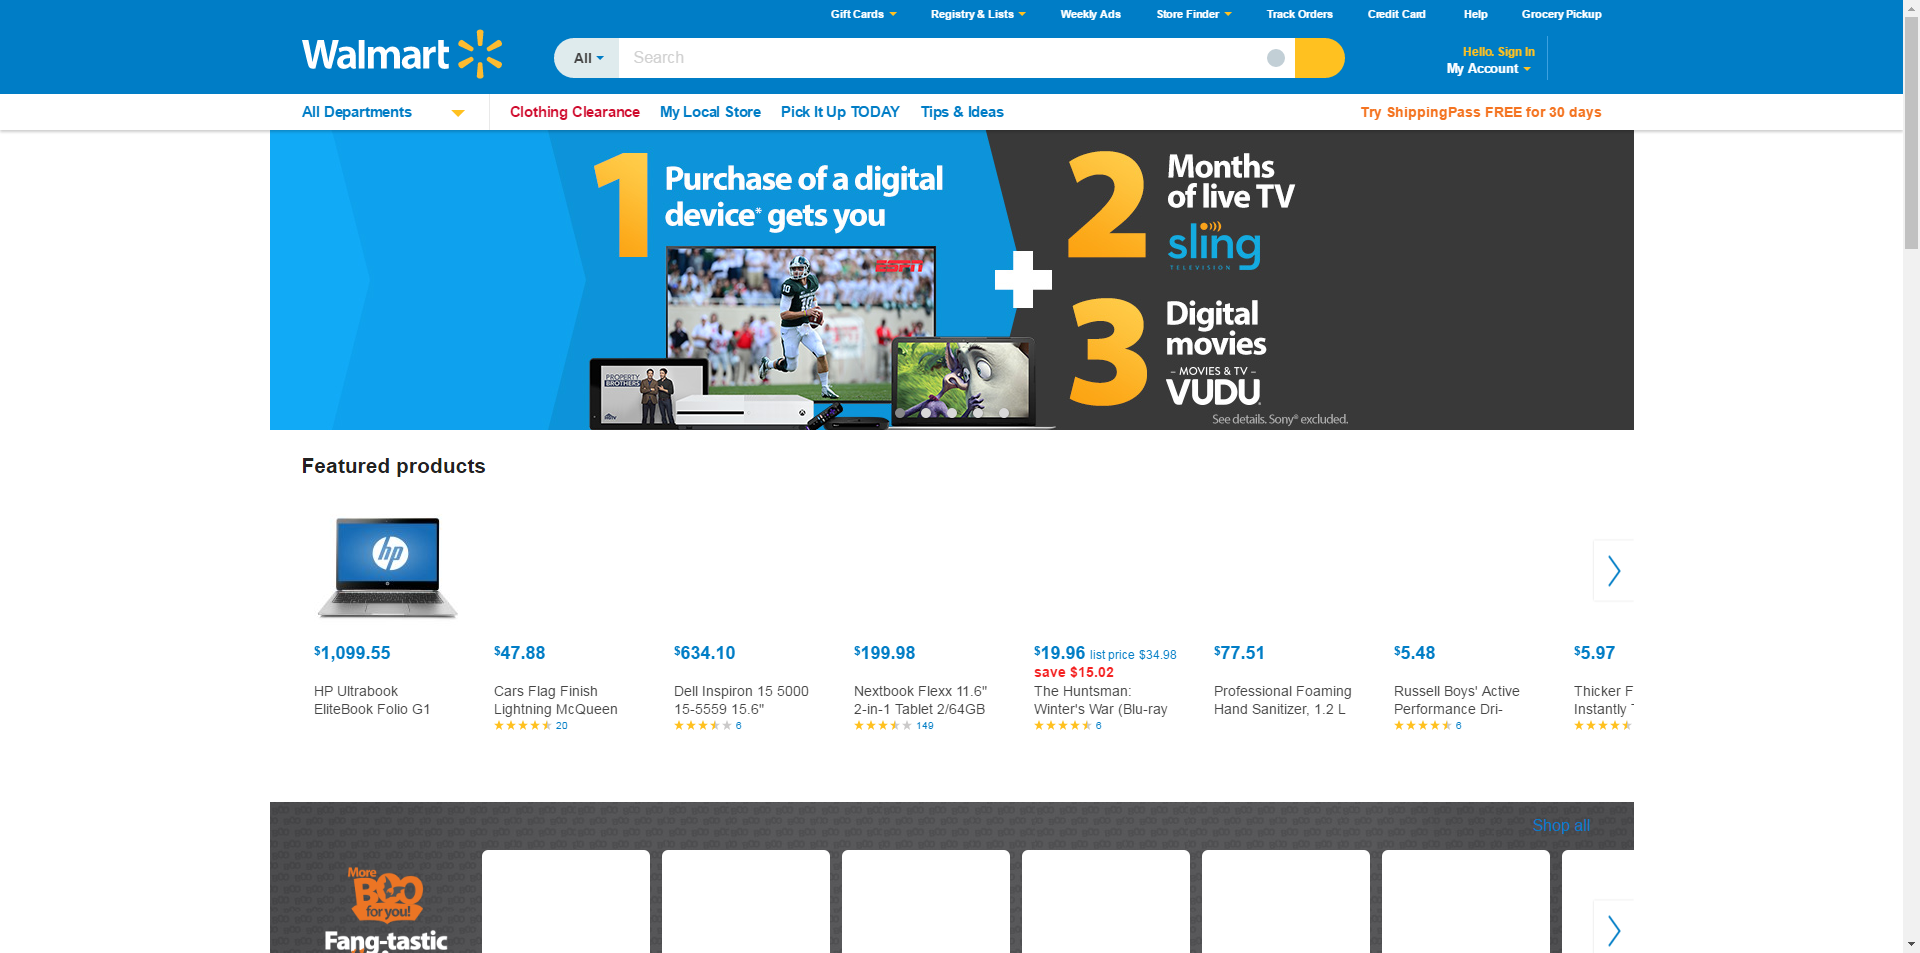 Gift Cards
Registry & Lists
Weekly Ads
Store Finder
Track Orders
Credit Card
Help
Grocery Pickup
Walmart
All
Search
Hello. Sign In
My Account
All Departments
Clothing Clearance
My Local Store
Pick It Up TODAY
Tips & Ideas
Try ShippingPass FREE for 30 days
1 Purchase of a digital
device* gets you
ESPN
10
PROPERTY
BROTHERS
HGTV
2 Months
of live TV
sling
TELEVISION
3 Digital
movies
– MOVIES & TV –
VUDU
See details. Sony® excluded.
Featured products
hp
$1,099.55
HP Ultrabook
EliteBook Folio G1
$47.88
Cars Flag Finish
Lightning McQueen
20
$634.10
Dell Inspiron 15 5000
15-5559 15.6"
6
$199.98
Nextbook Flexx 11.6"
2-in-1 Tablet 2/64GB
149
$19.96 list price $34.98
save $15.02
The Huntsman:
Winter's War (Blu-ray
6
$77.51
Professional Foaming
Hand Sanitizer, 1.2 L
$5.48
Russell Boys' Active
Performance Dri-
6
$5.97
Thicker F
Instantly T
Shop all
More
BOO
for you!
Fang-tastic